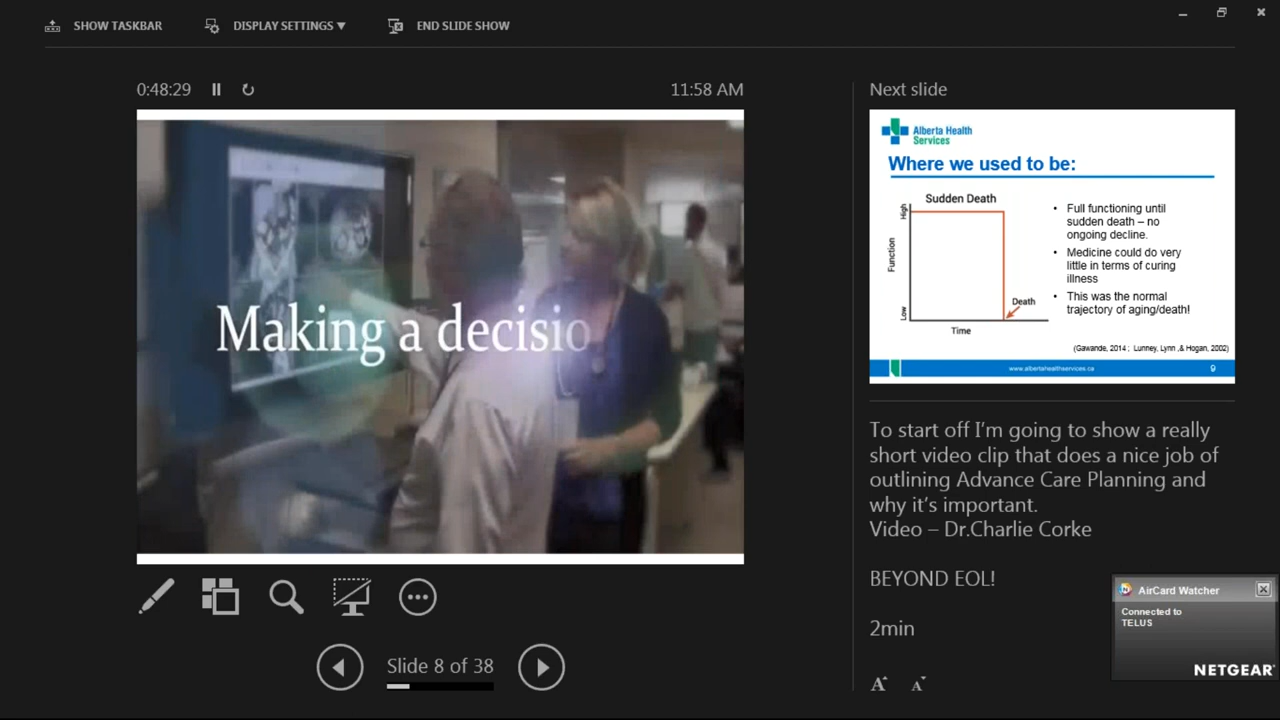 SHOW TASKBAR
DISPLAY SETTINGS ▼
END SLIDE SHOW
0:48:29
11:58 AM
Making a decisio
Slide 8 of 38
Next slide
Alberta Health
Services
Where we used to be:
Sudden Death
High
Function
Low
Death
Time
• Full functioning until
sudden death – no
ongoing decline.
• Medicine could do very
little in terms of curing
illness
• This was the normal
trajectory of aging/death!
(Gawande, 2014 ; Lunney, Lynn ,& Hogan, 2002)
www.albertahealthservices.ca
9
To start off I'm going to show a really
short video clip that does a nice job of
outlining Advance Care Planning and
why it's important.
Video – Dr.Charlie Corke
BEYOND EOL!
2min
A A
AirCard Watcher
Connected to
TELUS
NETGEAR